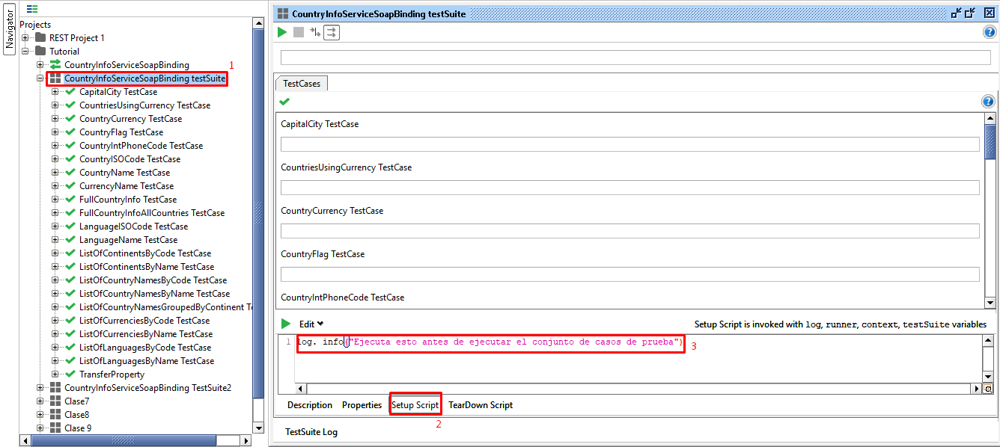 Navigator
Projects
REST Project 1
Tutorial
CountryInfoServiceSoapBinding
1
CountryInfoServiceSoapBinding testSuite
CapitalCity TestCase
CountriesUsingCurrency TestCase
CountryCurrency TestCase
CountryFlag TestCase
CountryIntPhoneCode TestCase
CountryISOCode TestCase
CountryName TestCase
CurrencyName TestCase
FullCountryInfo TestCase
FullCountryInfoAllCountries TestCase
LanguageISOCode TestCase
LanguageName TestCase
ListOfContinentsByCode TestCase
ListOfContinentsByName TestCase
ListOfCountryNamesByCode TestCase
ListOfCountryNamesByName TestCase
ListOfCountryNamesGroupedByContinent Te
ListOfCurrenciesByCode TestCase
ListOfCurrenciesByName TestCase
ListOfLanguagesByCode TestCase
ListOfLanguagesByName TestCase
TransferProperty
CountryInfoServiceSoapBinding TestSuite2
Clase7
Clase8
Clase 9
CountryInfoServiceSoapBinding testSuite
TestCases
CapitalCity TestCase
CountriesUsingCurrency TestCase
CountryCurrency TestCase
CountryFlag TestCase
CountryIntPhoneCode TestCase
Edit
Setup Script is invoked with log, runner, context, testSuite variables
1 log. info("Ejecuta esto antes de ejecutar el conjunto de casos de prueba")
3
Description Properties Setup Script TearDown Script
2
TestSuite Log